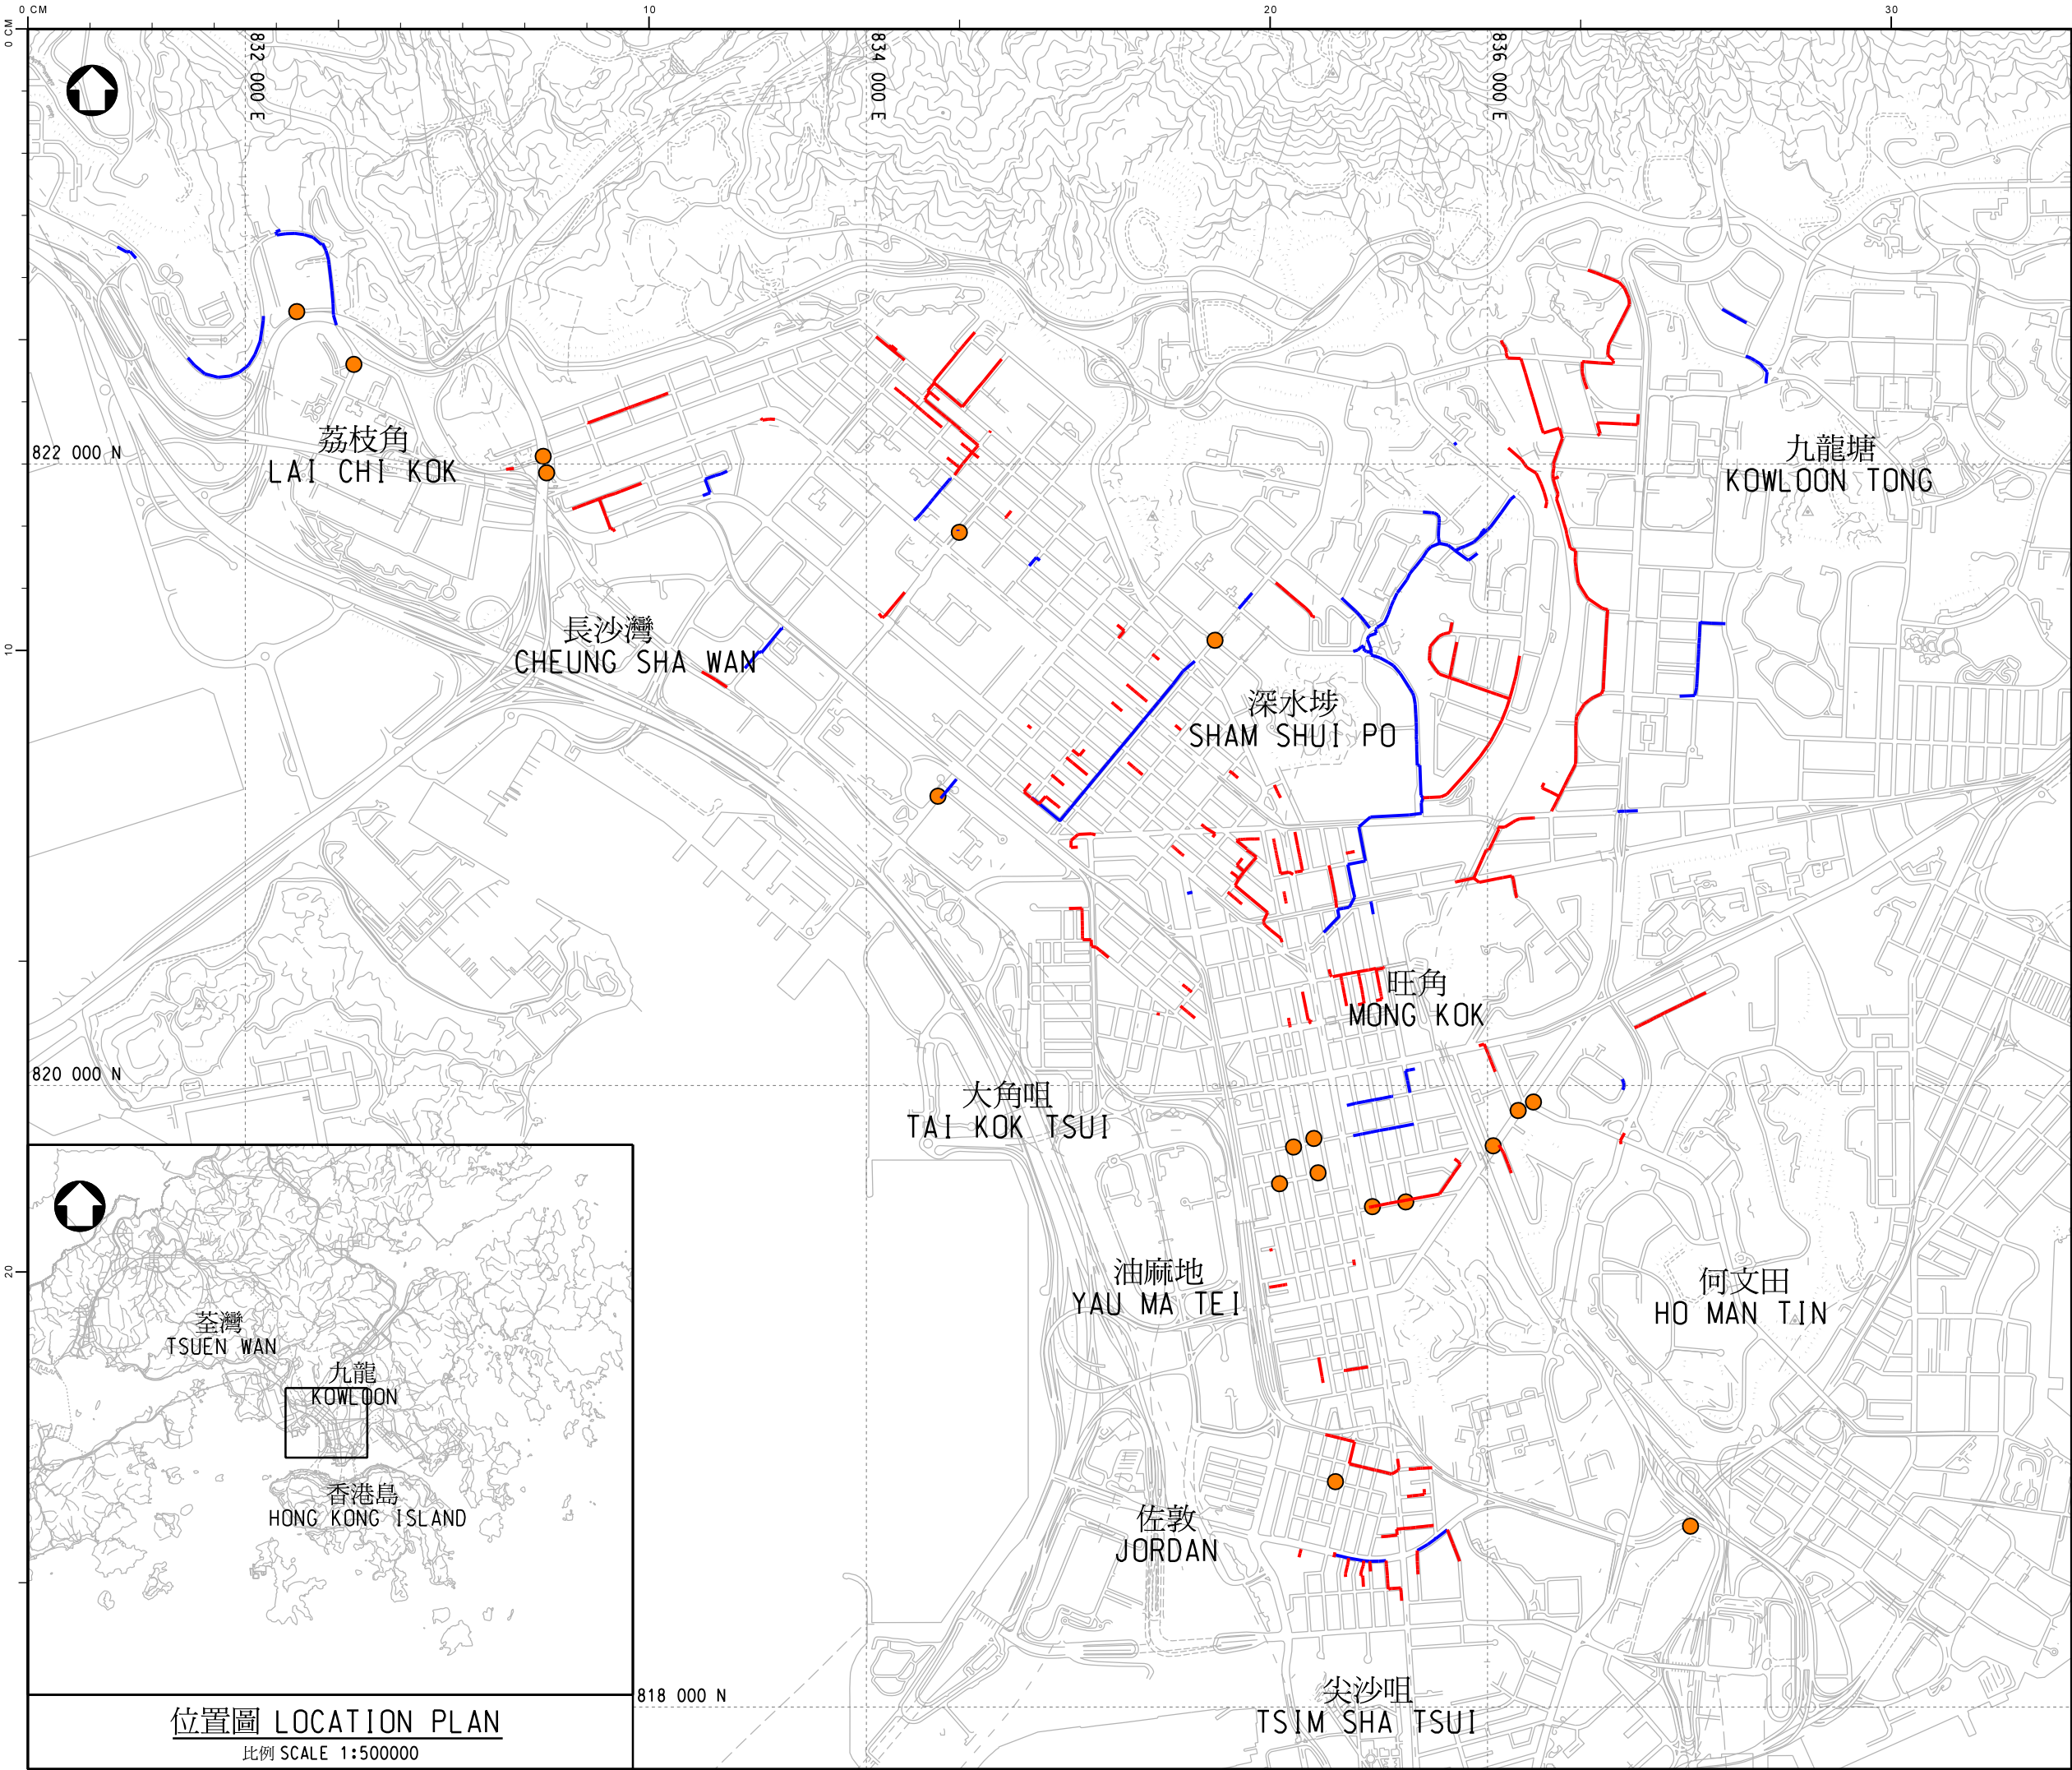 0 CM
10
20
30
0 CM
10
20
832 000 E
834 000 E
836 000 E
822 000 N
820 000 N
818 000 N
荔枝角
LAI CHI KOK
九龍塘
KOWLOON TONG
長沙灣
CHEUNG SHA WAN
深水埗
SHAM SHUI PO
旺角
MONG KOK
大角咀
TAI KOK TSUI
油麻地
YAU MA TEI
何文田
HO MAN TIN
佐敦
JORDAN
尖沙咀
TSIM SHA TSUI
荃灣
TSUEN WAN
九龍
KOWLOON
香港島
HONG KONG ISLAND
位置圖 LOCATION PLAN
比例 SCALE 1:500000